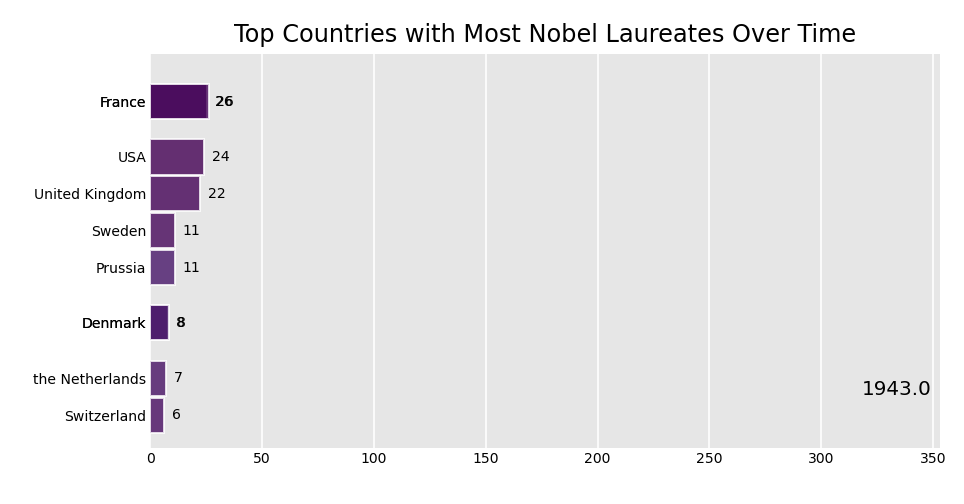 Top Countries with Most Nobel Laureates Over Time
France 26
USA 24
United Kingdom 22
Sweden 11
Prussia 11
Denmark 8
the Netherlands 7
1943.0
Switzerland 6
0 50 100 150 200 250 300 350